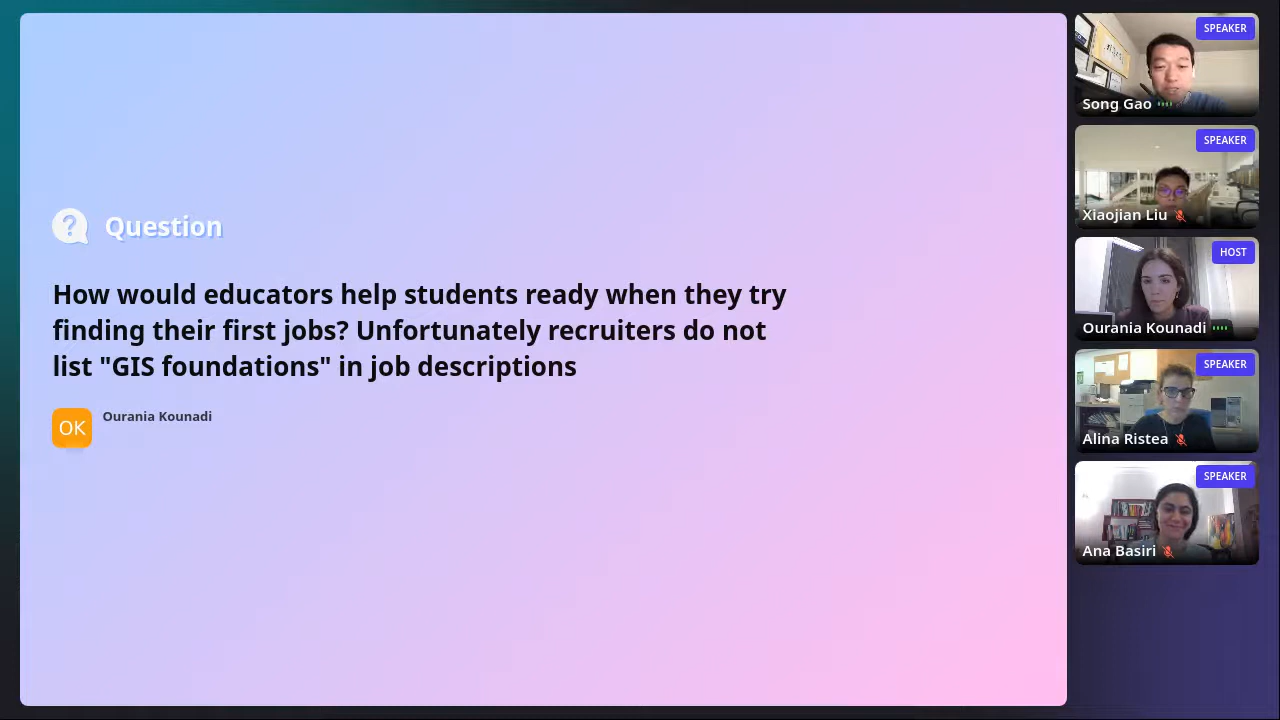 Question
How would educators help students ready when they try
finding their first jobs? Unfortunately recruiters do not
list "GIS foundations" in job descriptions
OK
Ourania Kounadi
SPEAKER
Song Gao
SPEAKER
Xiaojian Liu
HOST
Ourania Kounadi
SPEAKER
Alina Ristea
SPEAKER
Ana Basiri